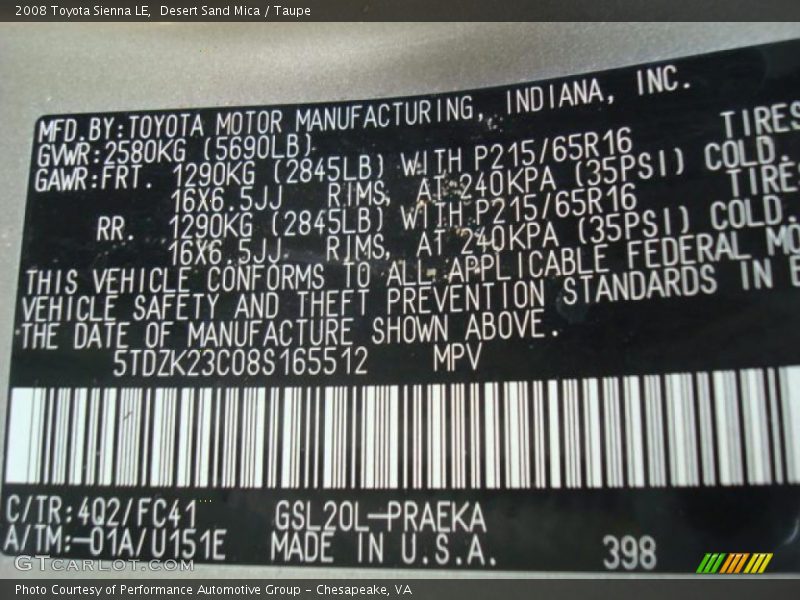 2008 Toyota Sienna LE,  Desert Sand Mica / Taupe
MFD.BY:TOYOTA MOTOR MANUFACTURING, INDIANA, INC.
GVWR:2580KG (5690LB)
GAWR:FRT. 1290KG (2845LB) WITH P215/65R16 TIRES
16X6.5JJ RIMS, AT 240KPA (35PSI) COLD.
RR. 1290KG (2845LB) WITH P215/65R16 TIRES
16X6.5JJ RIMS, AT 240KPA (35PSI) COLD.
THIS VEHICLE CONFORMS TO ALL APPLICABLE FEDERAL MO
VEHICLE SAFETY AND THEFT PREVENTION STANDARDS IN E
THE DATE OF MANUFACTURE SHOWN ABOVE.
5TDZK23C08S165512 MPV
C/TR:4Q2/FC41 GSL20L-PRAEKA
A/TM:-01A/U151E MADE IN U.S.A. 398
GTCARLOT.COM
Photo Courtesy of Performance Automotive Group - Chesapeake, VA